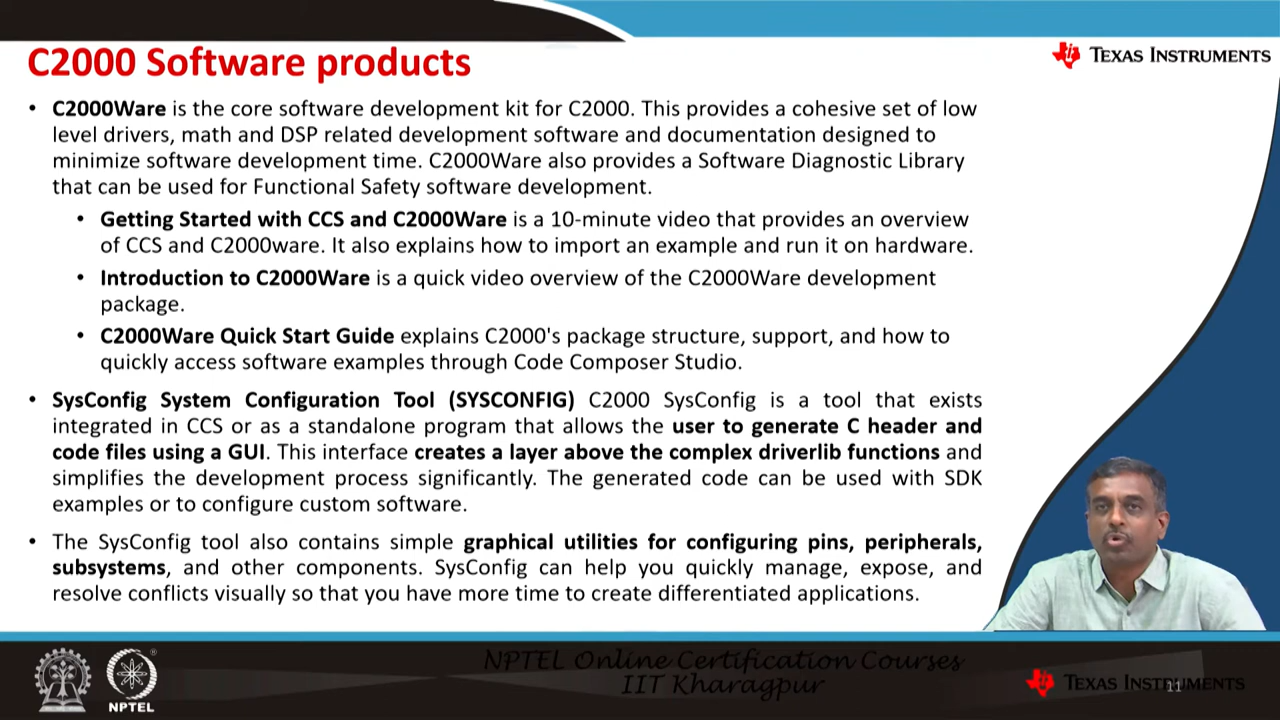 C2000 Software products
TEXAS INSTRUMENTS
• C2000Ware is the core software development kit for C2000. This provides a cohesive set of low
level drivers, math and DSP related development software and documentation designed to
minimize software development time. C2000Ware also provides a Software Diagnostic Library
that can be used for Functional Safety software development.
• Getting Started with CCS and C2000Ware is a 10-minute video that provides an overview
of CCS and C2000ware. It also explains how to import an example and run it on hardware.
• Introduction to C2000Ware is a quick video overview of the C2000Ware development
package.
• C2000Ware Quick Start Guide explains C2000's package structure, support, and how to
quickly access software examples through Code Composer Studio.
• SysConfig System Configuration Tool (SYSCONFIG) C2000 SysConfig is a tool that exists
integrated in CCS or as a standalone program that allows the user to generate C header and
code files using a GUI. This interface creates a layer above the complex driverlib functions and
simplifies the development process significantly. The generated code can be used with SDK
examples or to configure custom software.
• The SysConfig tool also contains simple graphical utilities for configuring pins, peripherals,
subsystems, and other components. SysConfig can help you quickly manage, expose, and
resolve conflicts visually so that you have more time to create differentiated applications.
NPTEL Online Certification Courses
IIT Kharagpur
NPTEL
TEXAS INSTRUMENTS
11